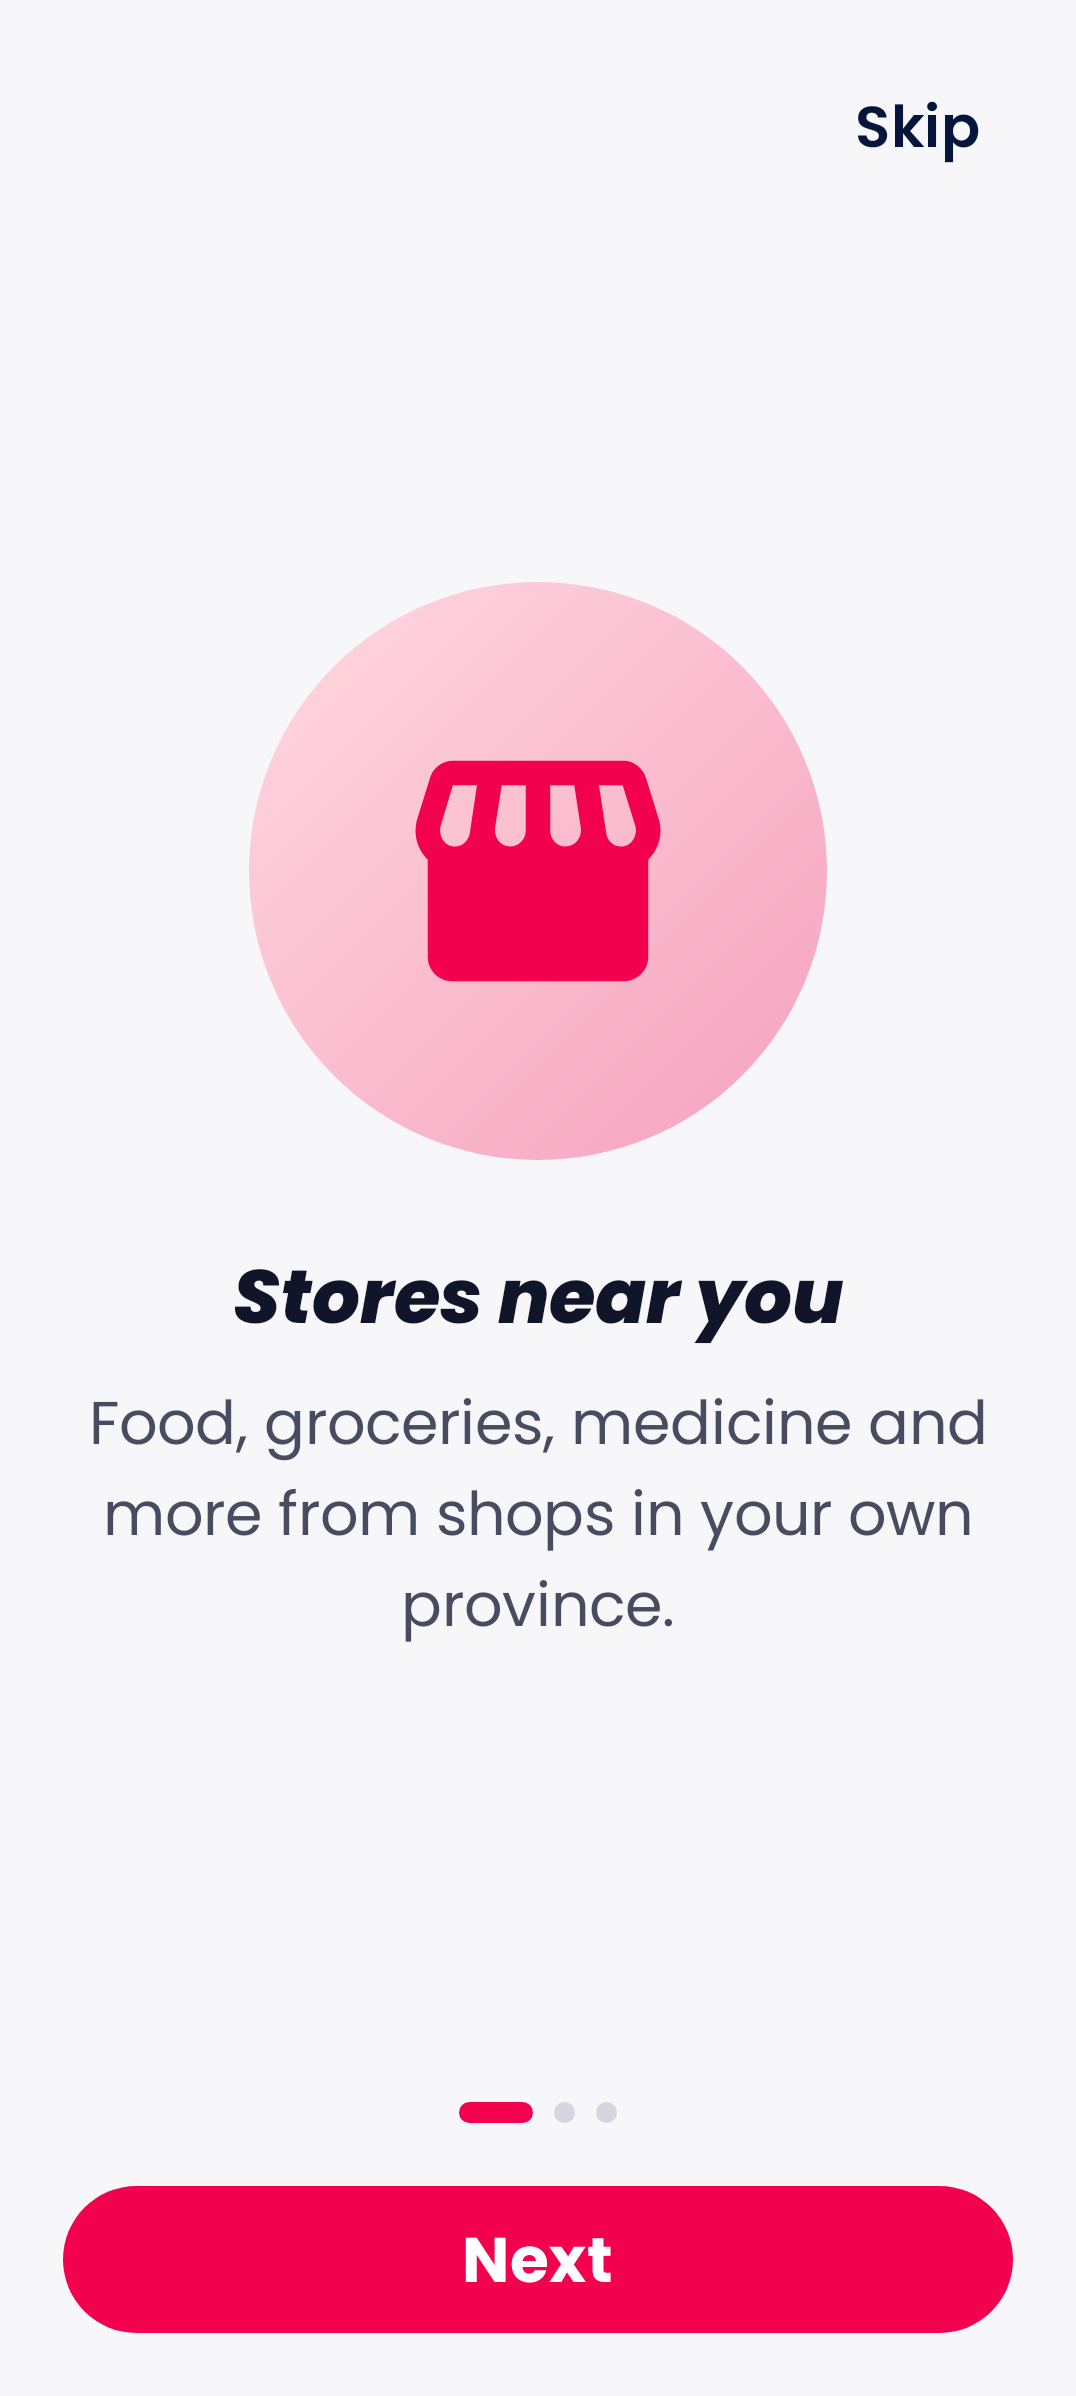 Skip
Stores near you
Food, groceries, medicine and
more from shops in your own
province.
Next